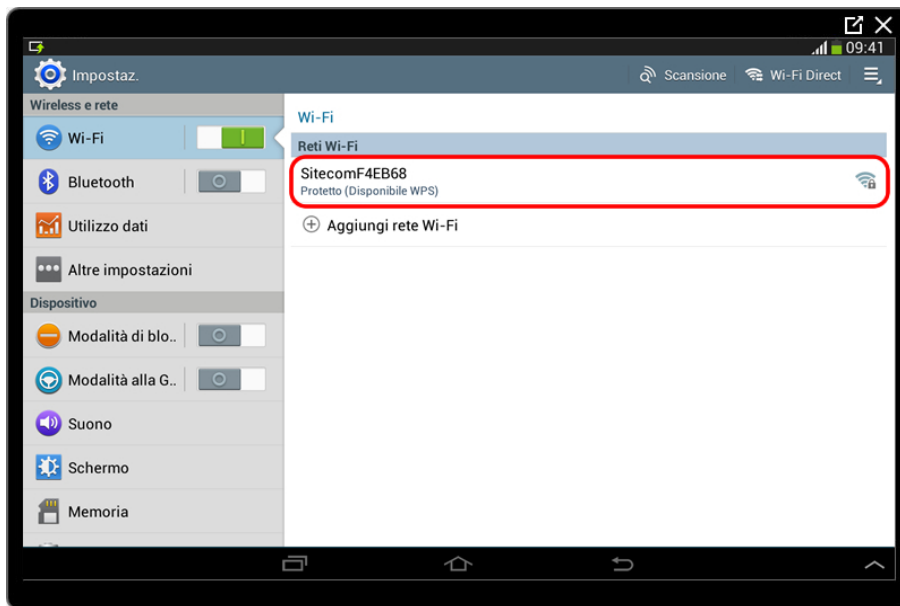 09:41
Impostaz.
Scansione
Wi-Fi Direct
Wireless e rete
Wi-Fi
Bluetooth
Utilizzo dati
Altre impostazioni
Dispositivo
Modalità di blo..
Modalità alla G..
Suono
Schermo
Memoria
Wi-Fi
Reti Wi-Fi
SitecomF4EB68
Protetto (Disponibile WPS)
Aggiungi rete Wi-Fi